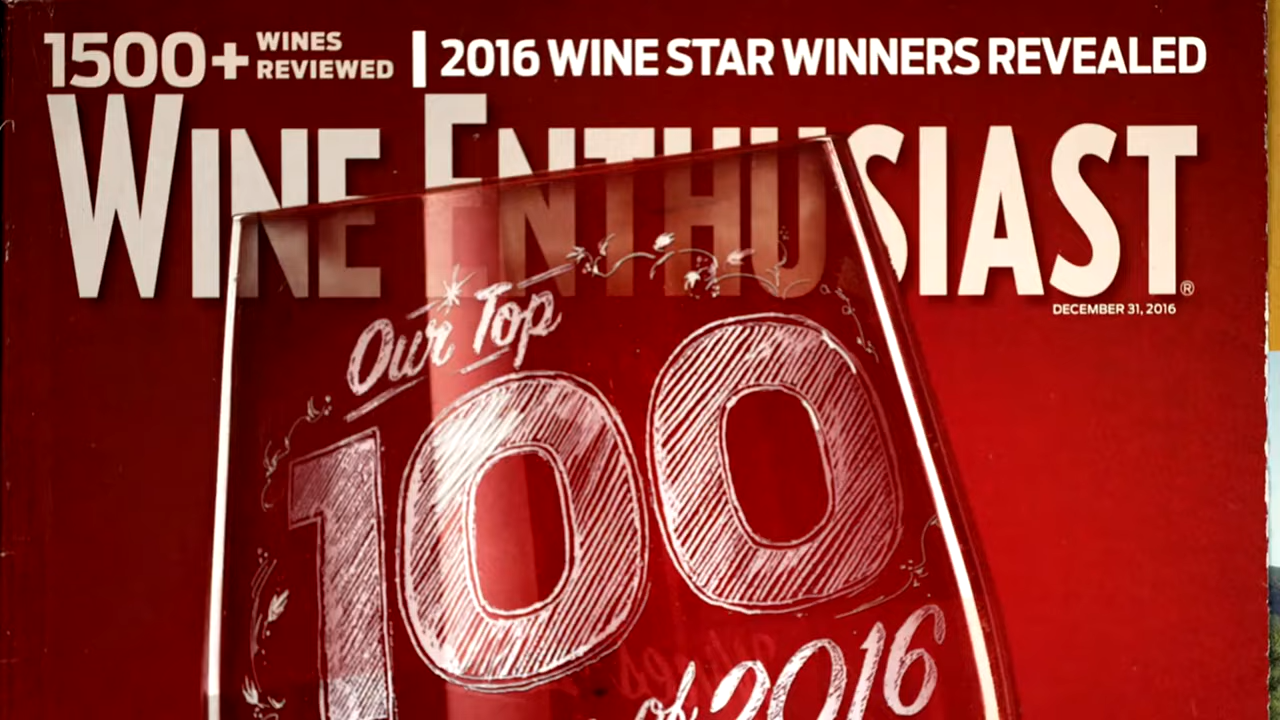 1500+ WINES REVIEWED | 2016 WINE STAR WINNERS REVEALED
WINE ENTHUSIAST®
DECEMBER 31, 2016
Our Top
100
of 2016